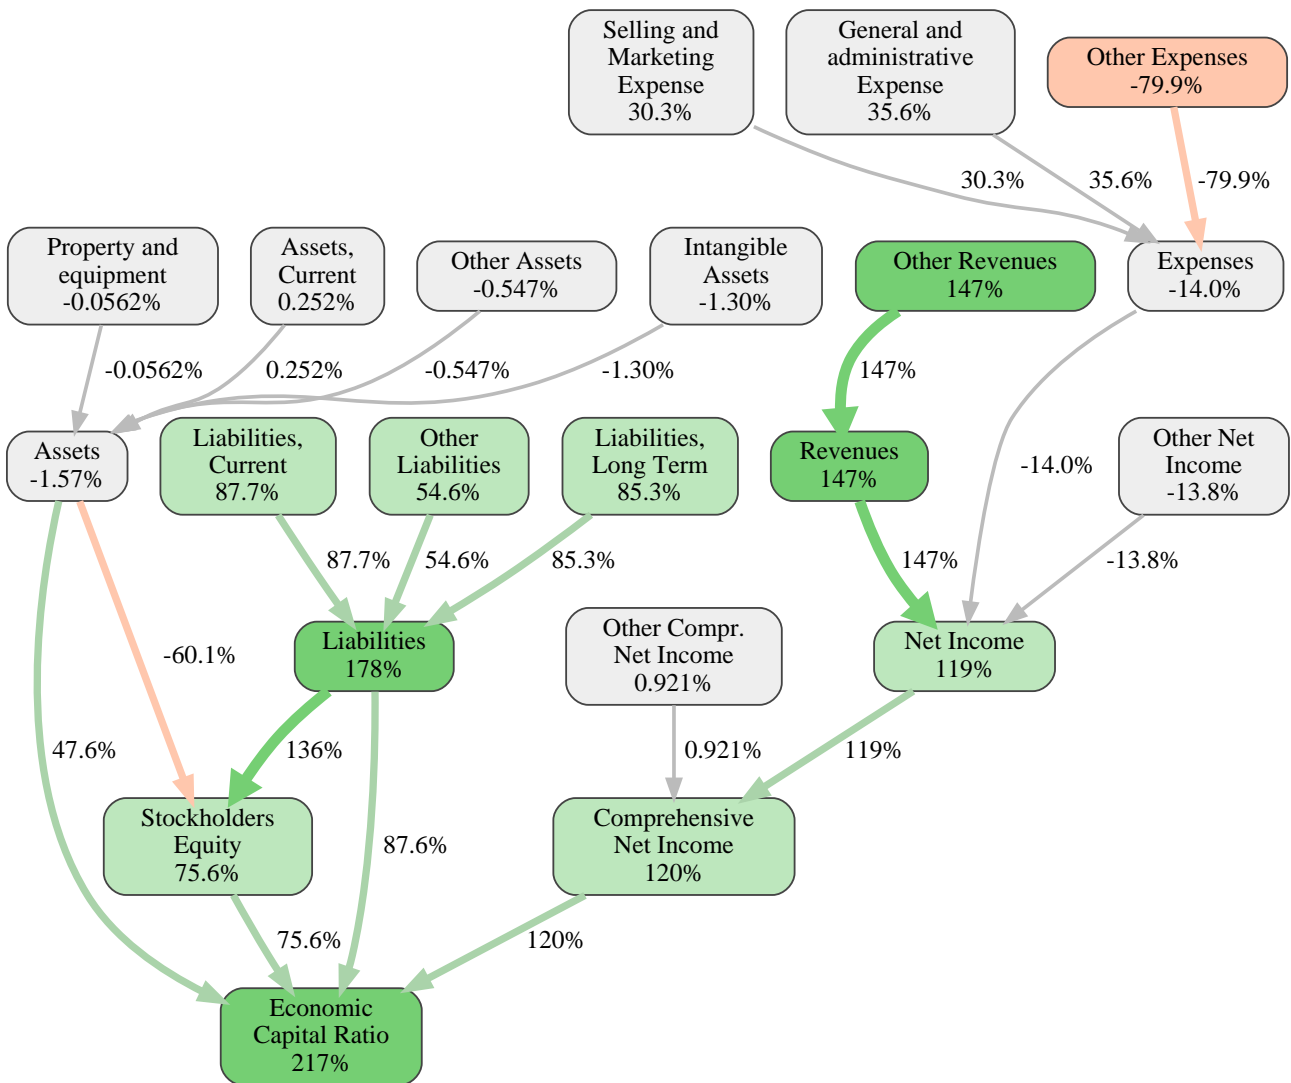 Selling and
Marketing
Expense
30.3%
General and
administrative
Expense
35.6%
Other Expenses
-79.9%
30.3%
35.6%
-79.9%
Property and
equipment
-0.0562%
Assets,
Current
0.252%
Other Assets
-0.547%
Intangible
Assets
-1.30%
Other Revenues
147%
Expenses
-14.0%
-0.0562%
0.252%
-0.547%
-1.30%
147%
Assets
-1.57%
Liabilities,
Current
87.7%
Other
Liabilities
54.6%
Liabilities,
Long Term
85.3%
Revenues
147%
-14.0%
Other Net
Income
-13.8%
87.7%
54.6%
85.3%
147%
-13.8%
-60.1%
Liabilities
178%
Other Compr.
Net Income
0.921%
Net Income
119%
47.6%
136%
0.921%
119%
Stockholders
Equity
75.6%
87.6%
Comprehensive
Net Income
120%
75.6%
120%
Economic
Capital Ratio
217%